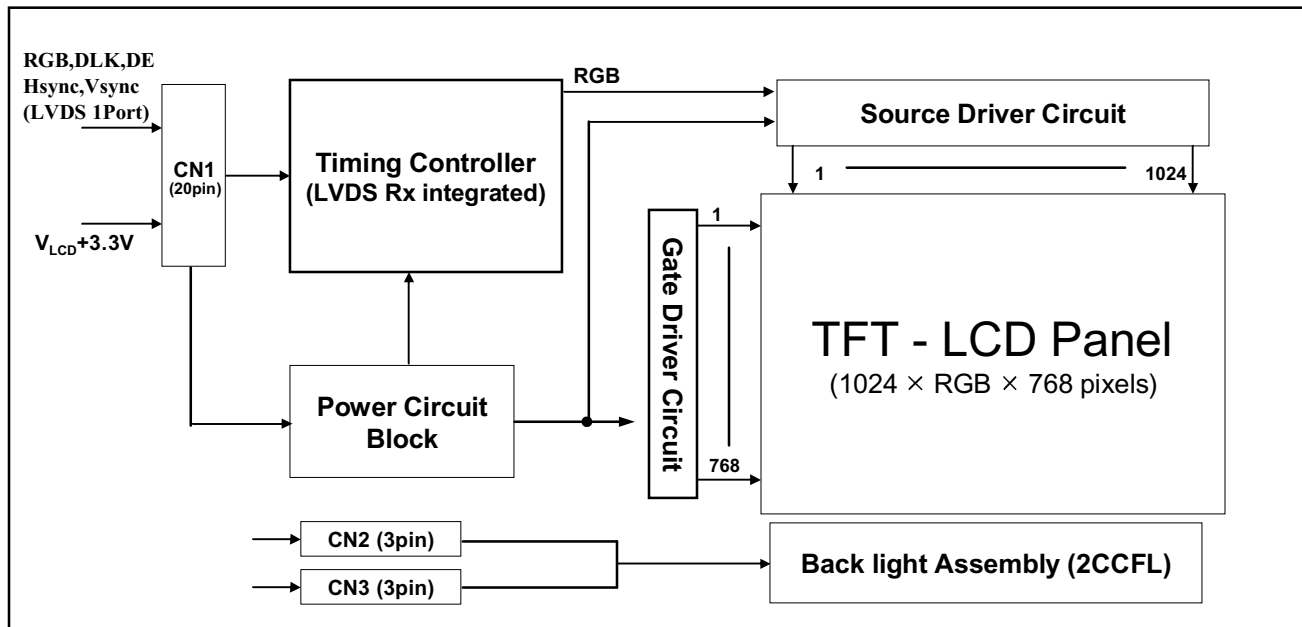 RGB,DLK,DE
Hsync,Vsync
(LVDS 1Port)
CN1
(20pin)
VLCD+3.3V
Timing Controller
(LVDS Rx integrated)
RGB
Source Driver Circuit
1
1024
Power Circuit
Block
Gate Driver Circuit
1
768
TFT - LCD Panel
(1024 × RGB × 768 pixels)
CN2 (3pin)
CN3 (3pin)
Back light Assembly (2CCFL)